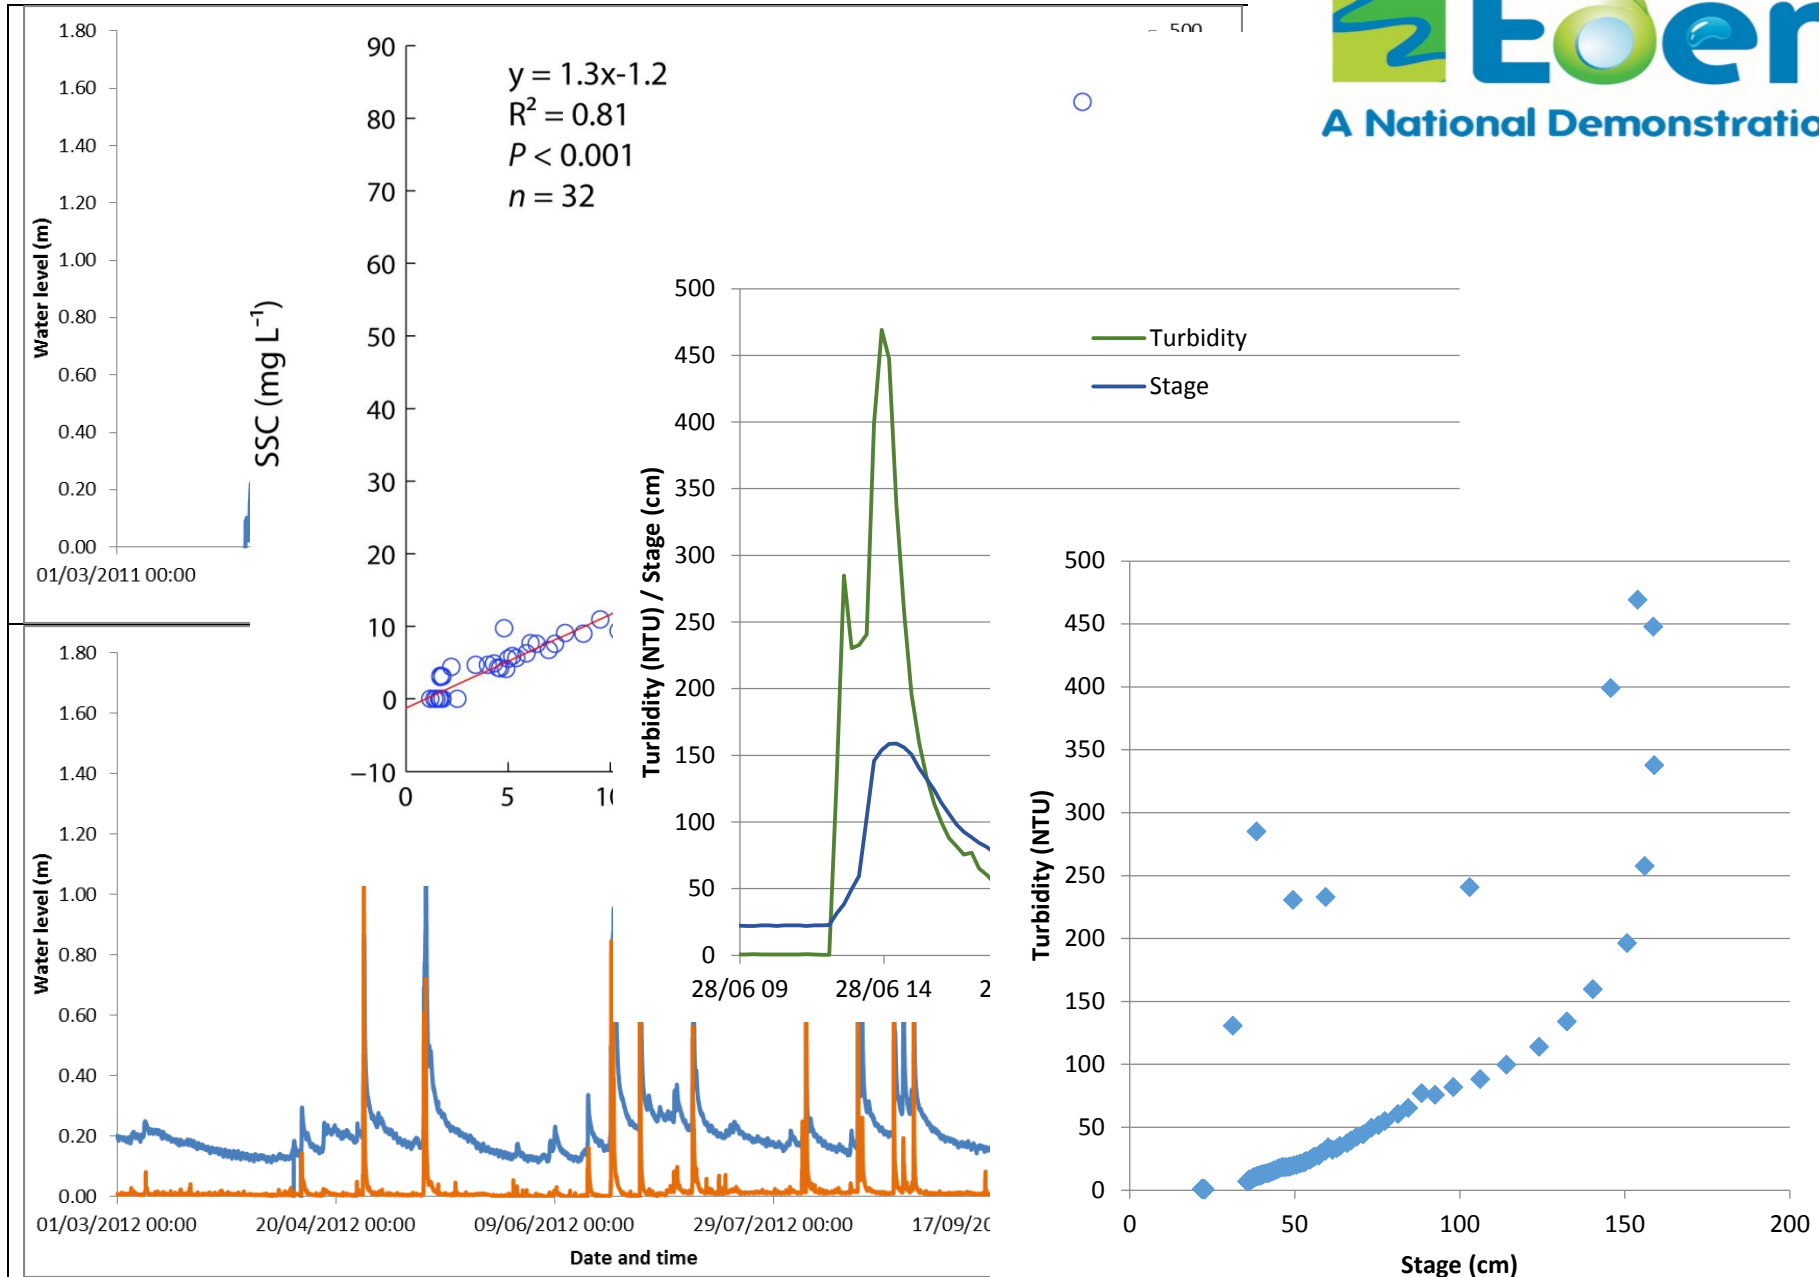 Eden
A National Demonstratio
1.80
1.60
1.40
1.20
1.00
0.80
0.60
0.40
0.20
0.00
Water level (m)
01/03/2011 00:00
500
90
80
70
60
50
40
30
20
10
0
−10
SSC (mg L⁻¹)
y = 1.3x-1.2
R² = 0.81
P < 0.001
n = 32
0 5 10
500
450
400
350
300
250
200
150
100
50
0
Turbidity (NTU) / Stage (cm)
Turbidity
Stage
28/06 09 28/06 14 2
1.80
1.60
1.40
1.20
1.00
0.80
0.60
0.40
0.20
0.00
Water level (m)
01/03/2012 00:00 20/04/2012 00:00 09/06/2012 00:00 29/07/2012 00:00 17/09/20
Date and time
500
450
400
350
300
250
200
150
100
50
0
Turbidity (NTU)
0 50 100 150 200
Stage (cm)